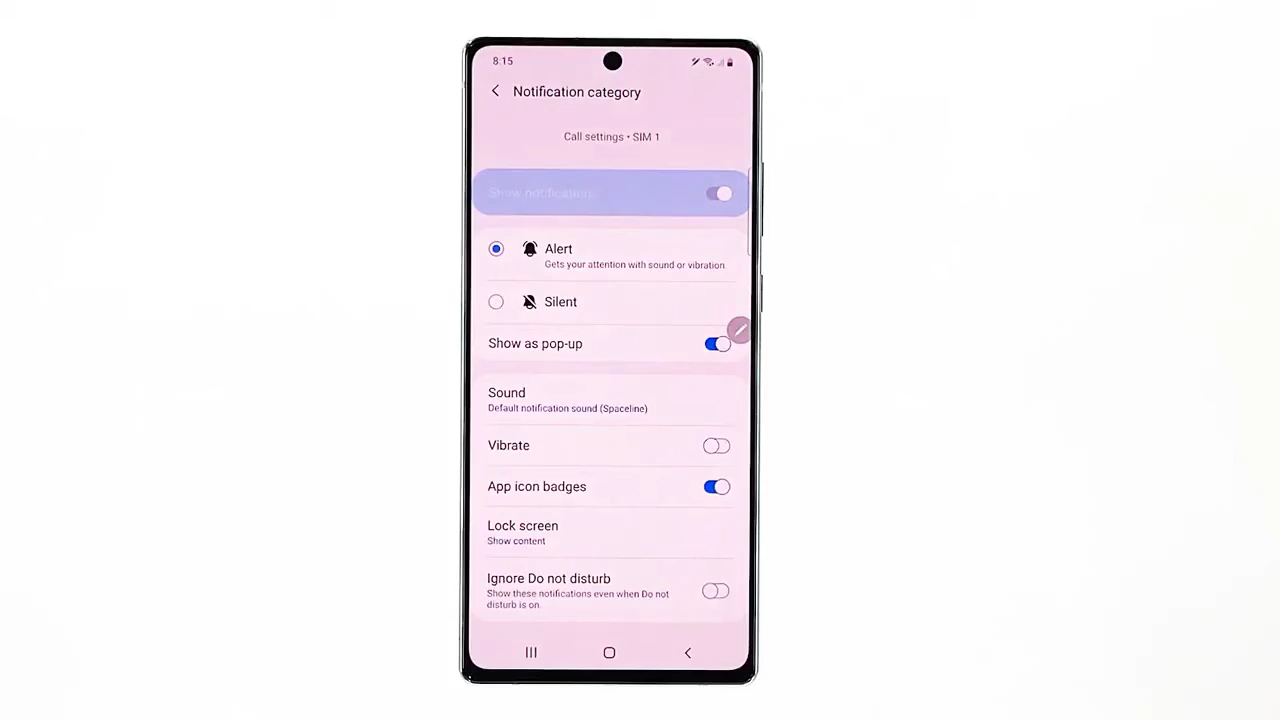 8:15
Notification category
Call settings • SIM 1
Show notifications
Alert
Gets your attention with sound or vibration
Silent
Show as pop-up
Sound
Default notification sound (Spaceline)
Vibrate
App icon badges
Lock screen
Show content
Ignore Do not disturb
Show these notifications even when Do not
disturb is on.